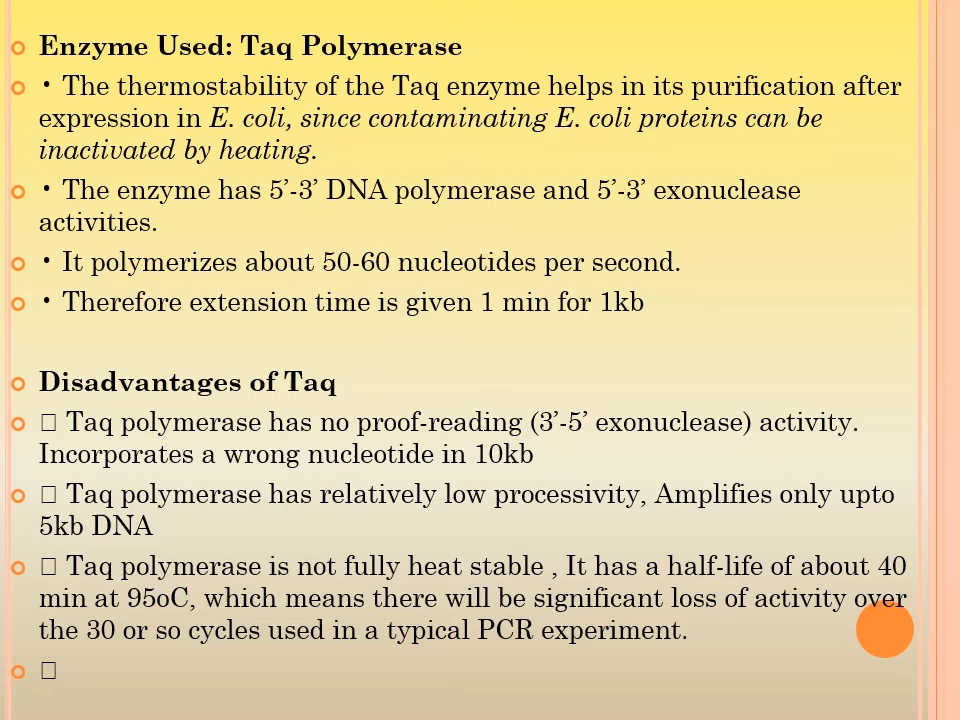 Enzyme Used: Taq Polymerase
• The thermostability of the Taq enzyme helps in its purification after
expression in E. coli, since contaminating E. coli proteins can be
inactivated by heating.
• The enzyme has 5’-3’ DNA polymerase and 5’-3’ exonuclease
activities.
• It polymerizes about 50-60 nucleotides per second.
• Therefore extension time is given 1 min for 1kb
Disadvantages of Taq
□ Taq polymerase has no proof-reading (3’-5’ exonuclease) activity.
Incorporates a wrong nucleotide in 10kb
□ Taq polymerase has relatively low processivity, Amplifies only upto
5kb DNA
□ Taq polymerase is not fully heat stable , It has a half-life of about 40
min at 95oC, which means there will be significant loss of activity over
the 30 or so cycles used in a typical PCR experiment.
□